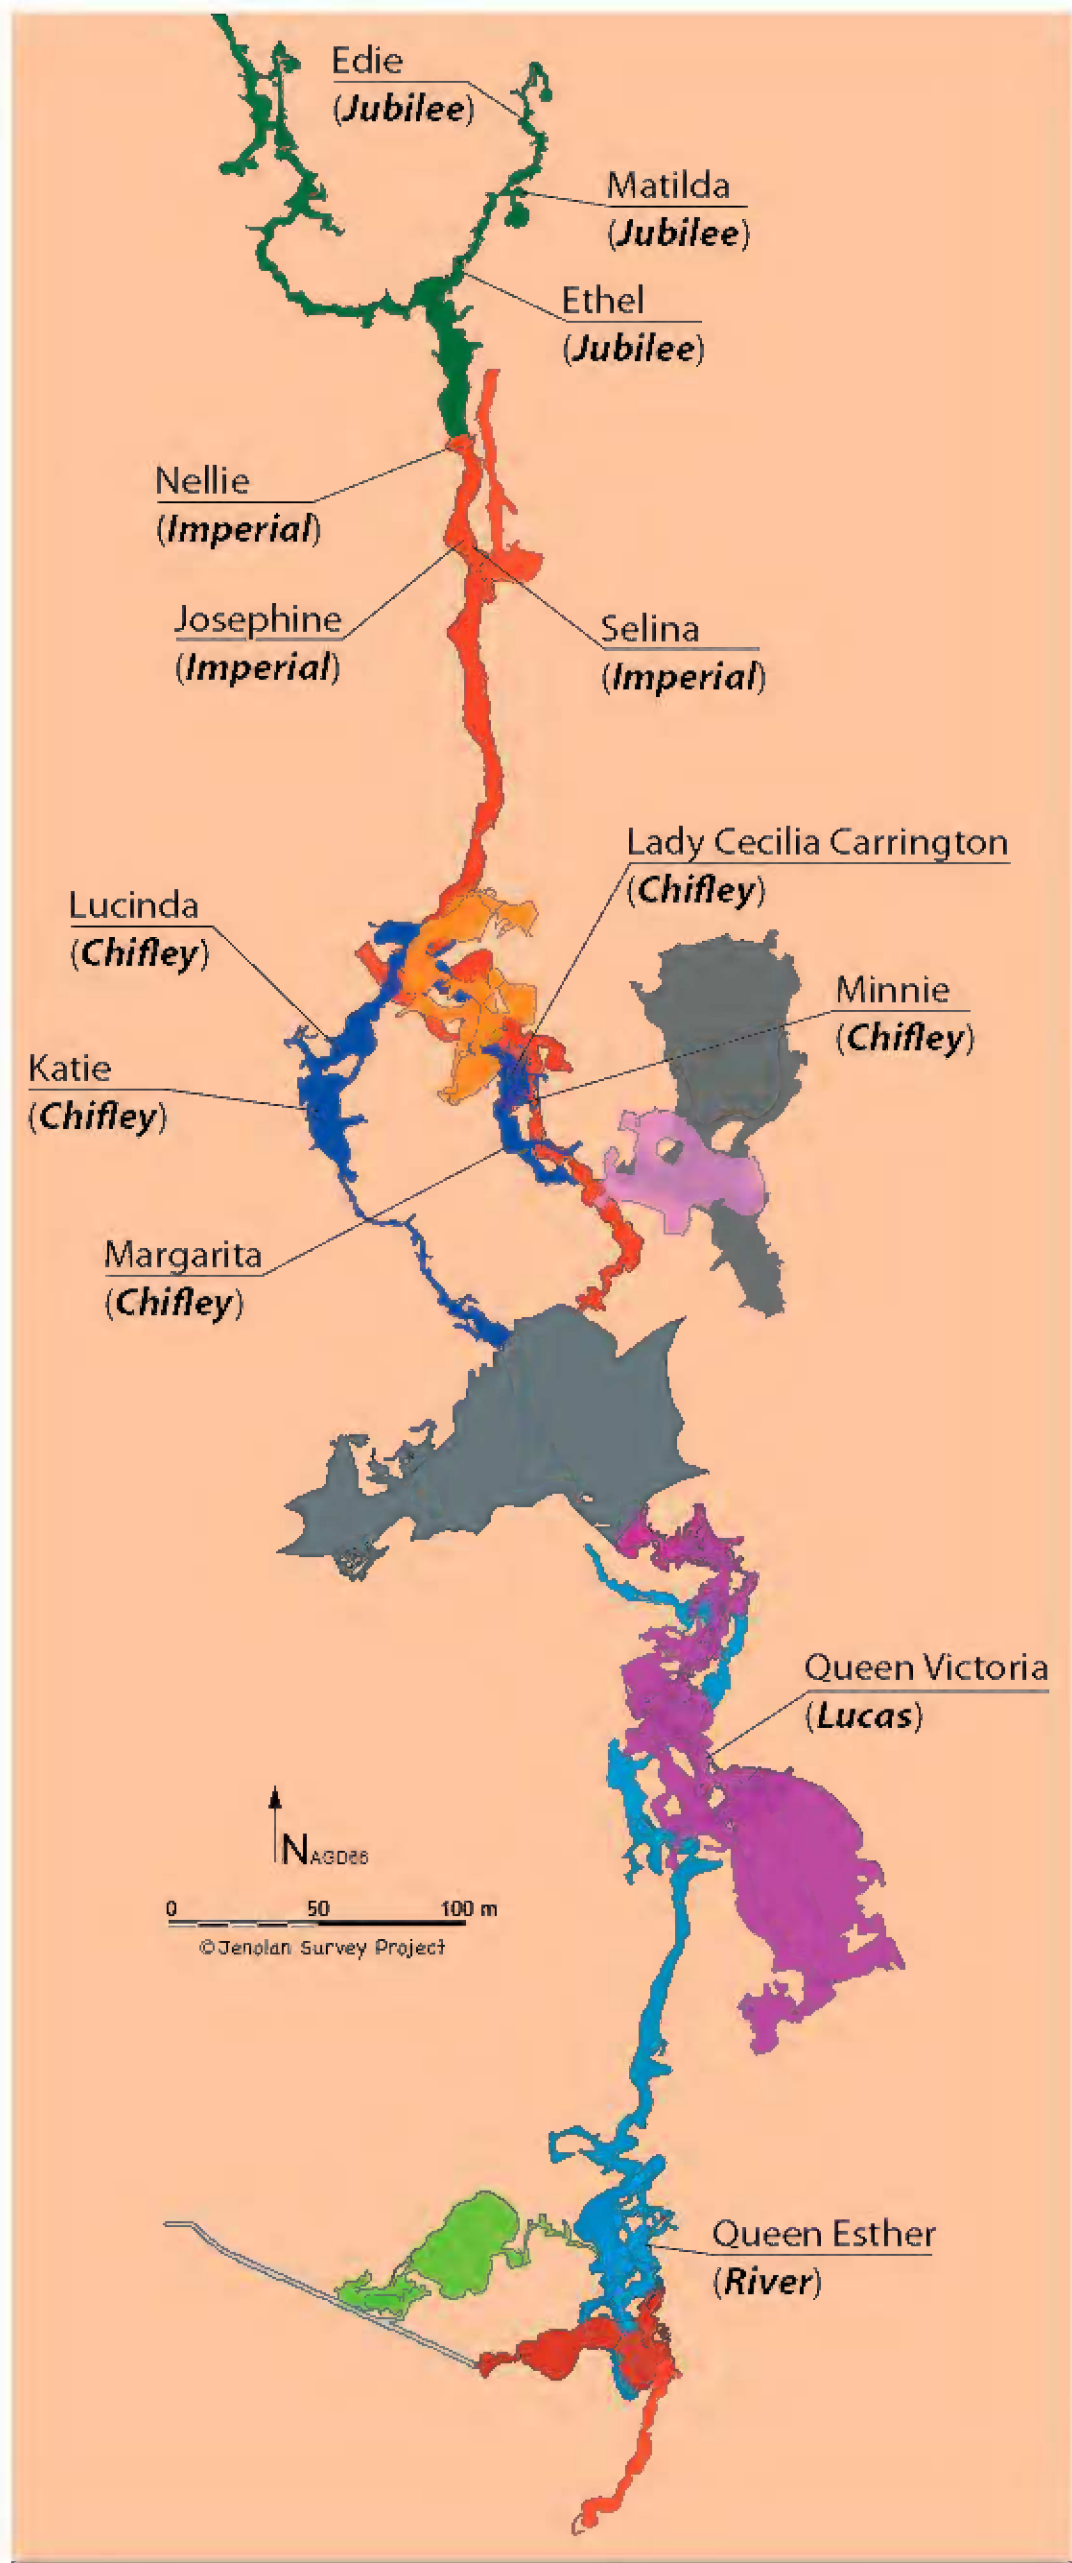 Edie
(Jubilee)
Matilda
(Jubilee)
Ethel
(Jubilee)
Nellie
(Imperial)
Josephine
(Imperial)
Selina
(Imperial)
Lady Cecilia Carrington
(Chifley)
Lucinda
(Chifley)
Minnie
(Chifley)
Katie
(Chifley)
Margarita
(Chifley)
Queen Victoria
(Lucas)
N AGD66
0 50 100 m
©Jenolan Survey Project
Queen Esther
(River)